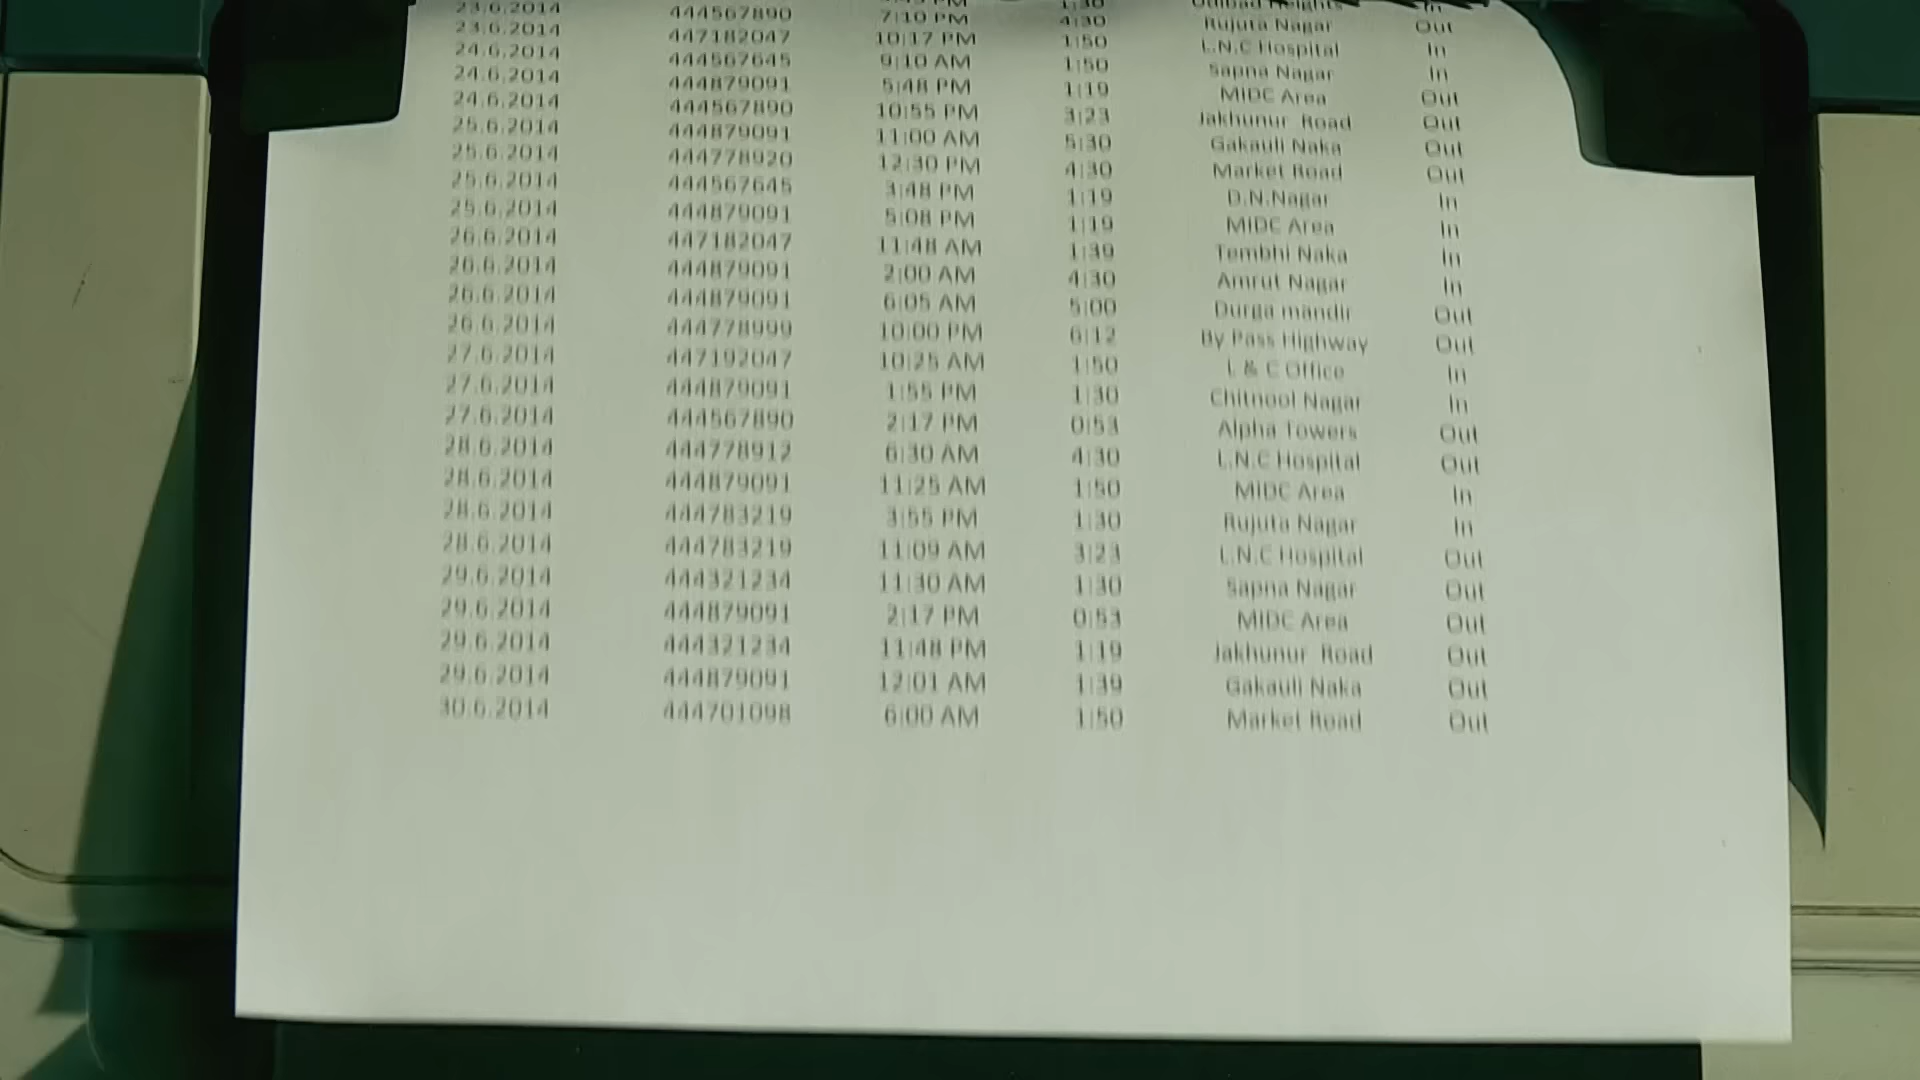 PM 1:30 Heights In
23.6.2014 444567890 7:10 PM 4:30 Rujuta Nagar Out
23.6.2014 447182047 10:17 PM 1:50 L.N.C Hospital In
24.6.2014 444567645 9:10 AM 1:50 Sapna Nagar In
24.6.2014 444879091 5:48 PM 1:19 MIDC Area Out
24.6.2014 444567890 10:55 PM 3:23 Jakhunur Road Out
25.6.2014 444879091 11:00 AM 5:30 Gakauli Naka Out
25.6.2014 444778920 12:30 PM 4:30 Market Road Out
25.6.2014 444567645 3:48 PM 1:19 D.N.Nagar In
25.6.2014 444879091 5:08 PM 1:19 MIDC Area In
26.6.2014 447182047 11:48 AM 1:39 Tembhi Naka In
26.6.2014 444879091 2:00 AM 4:30 Amrut Nagar In
26.6.2014 444879091 6:05 AM 5:00 Durga mandir Out
26.6.2014 444778999 10:00 PM 6:12 By Pass Highway Out
27.6.2014 447192047 10:25 AM 1:50 L & C Office In
27.6.2014 444879091 1:55 PM 1:30 Chitnool Nagar In
27.6.2014 444567890 2:17 PM 0:53 Alpha Towers Out
28.6.2014 444778912 6:30 AM 4:30 L.N.C Hospital Out
28.6.2014 444879091 11:25 AM 1:50 MIDC Area In
28.6.2014 444783219 3:55 PM 1:30 Rujuta Nagar In
28.6.2014 444783219 11:09 AM 3:23 L.N.C Hospital Out
29.6.2014 444321234 11:30 AM 1:30 Sapna Nagar Out
29.6.2014 444879091 2:17 PM 0:53 MIDC Area Out
29.6.2014 444321234 11:48 PM 1:19 Jakhunur Road Out
29.6.2014 444879091 12:01 AM 1:39 Gakauli Naka Out
30.6.2014 444701098 6:00 AM 1:50 Market Road Out